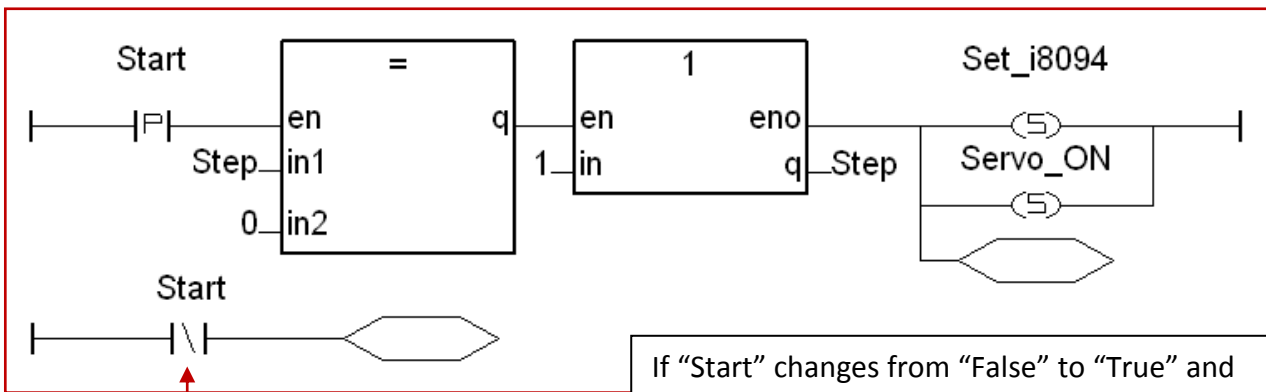 Start
=
1
Set_i8094
P
en
q
en
eno
S
Step
in1
1
in
q
Step
Servo_ON
S
0
in2
Start
If “Start” changes from “False” to “True” and